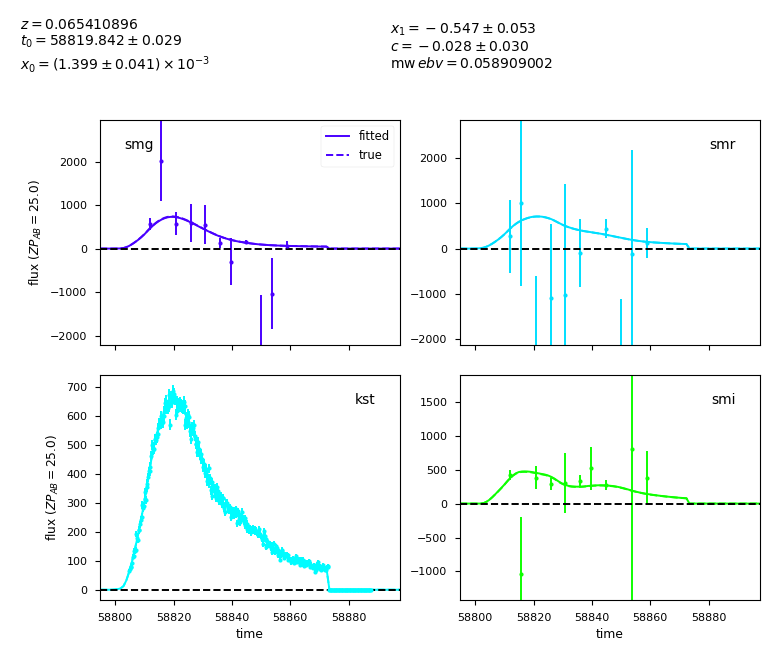 z = 0.065410896
t₀ = 58819.842 ± 0.029
x₀ = (1.399 ± 0.041) × 10⁻³
x₁ = −0.547 ± 0.053
c = −0.028 ± 0.030
mw ebv = 0.058909002
smg
fitted
true
2000
1000
0
−1000
−2000
flux (ZP_AB = 25.0)
smr
2000
1000
0
−1000
−2000
kst
700
600
500
400
300
200
100
0
flux (ZP_AB = 25.0)
58800 58820 58840 58860 58880
time
smi
1500
1000
500
0
−500
−1000
58800 58820 58840 58860 58880
time